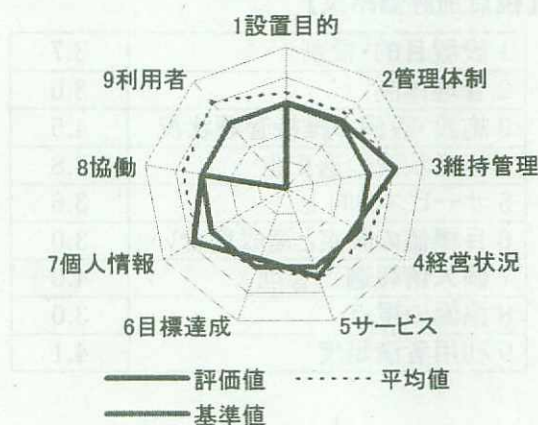 1設置目的
9利用者
2管理体制
8協働
3維持管理
7個人情報
4経営状況
6目標達成
5サービス
評価値
平均値
基準値